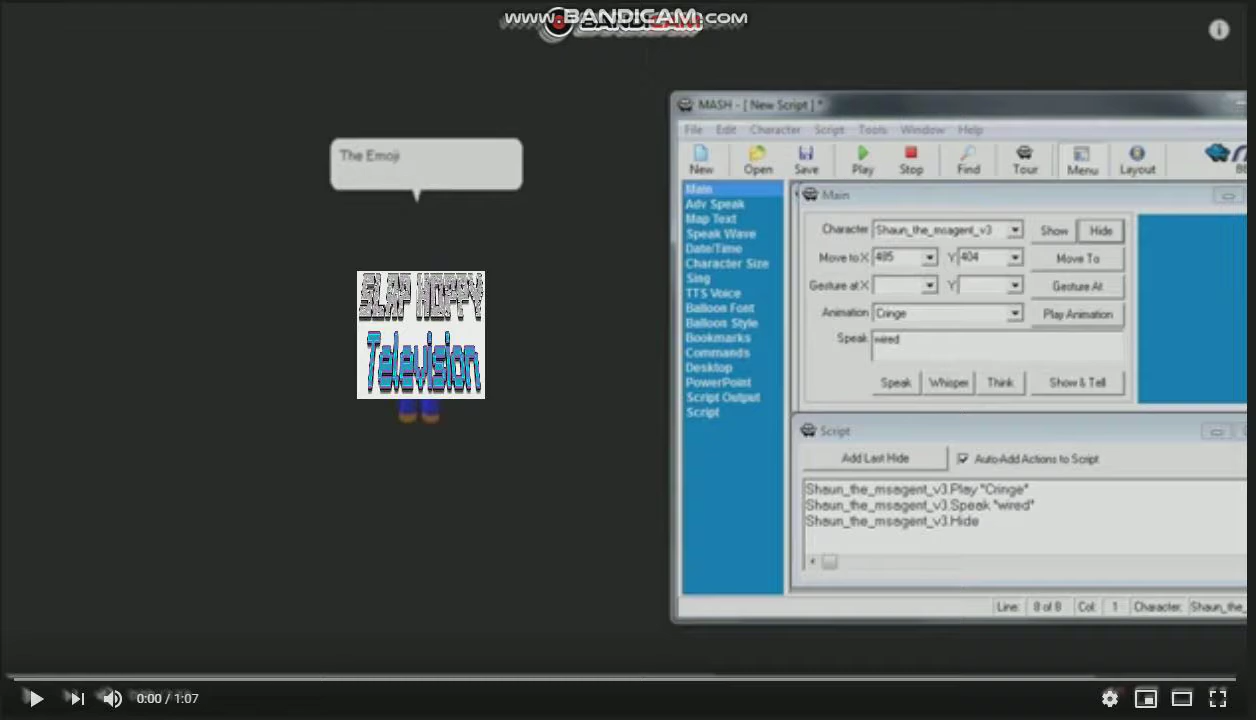 www.BANDICAM.com
BANDICAM
The Emoji
SLAP HOPPY
Television
MASH - [ New Script ] *
File Edit Character Script Tools Window Help
New Open Save Play Stop Find Tour Menu Layout
Main
Adv Speak
Map Text
Speak Wave
Date/Time
Character Size
Sing
TTS Voice
Balloon Font
Balloon Style
Bookmarks
Commands
Desktop
PowerPoint
Script Output
Script
Main
Character Shaun_the_msagent_v3 Show Hide
Move to X 485 Y 404 Move To
Gesture at X Y Gesture At
Animation Cringe Play Animation
Speak wired
Speak Whisper Think Show & Tell
Script
Add Last Hide Auto-Add Actions to Script
Shaun_the_msagent_v3.Play "Cringe"
Shaun_the_msagent_v3.Speak "wired"
Shaun_the_msagent_v3.Hide
Line: 8 of 8 Col: 1 Character: Shaun_the_
0:00 / 1:07